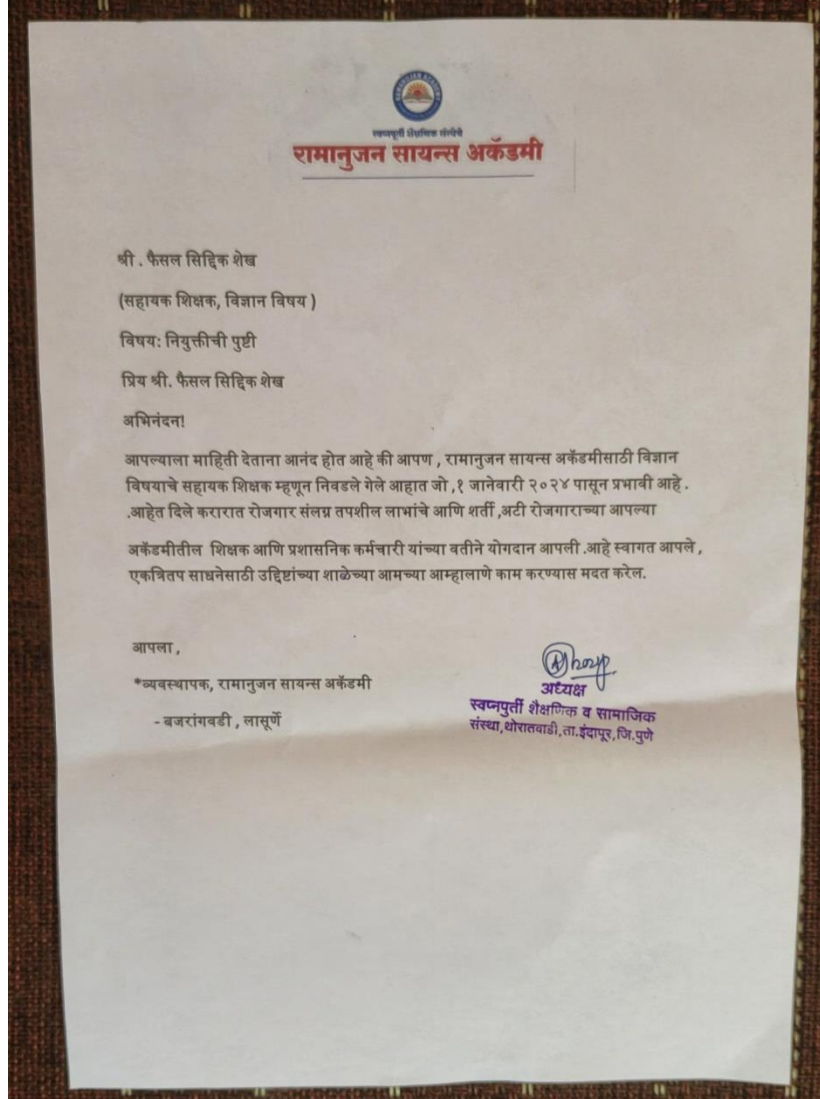 RAMANUJAN ACADEMY
स्वप्नपूर्ती शैक्षणिक संस्थेचे
रामानुजन सायन्स अकॅडमी
श्री . फैसल सिद्दिक शेख
(सहायक शिक्षक, विज्ञान विषय )
विषय: नियुक्तीची पुष्टी
प्रिय श्री. फैसल सिद्दिक शेख
अभिनंदन!
आपल्याला माहिती देताना आनंद होत आहे की आपण , रामानुजन सायन्स अकॅडमीसाठी विज्ञान
विषयाचे सहायक शिक्षक म्हणून निवडले गेले आहात जो ,१ जानेवारी २०२४ पासून प्रभावी आहे .
.आहेत दिले करारात रोजगार संलग्न तपशील लाभांचे आणि शर्ती ,अटी रोजगाराच्या आपल्या
अकॅडमीतील शिक्षक आणि प्रशासनिक कर्मचारी यांच्या वतीने योगदान आपली .आहे स्वागत आपले ,
एकत्रितप साधनेसाठी उद्दिष्टांच्या शाळेच्या आमच्या आम्हालाणे काम करण्यास मदत करेल.
आपला ,
*व्यवस्थापक, रामानुजन सायन्स अकॅडमी
- बजरांगवडी , लासूर्णे
अध्यक्ष
स्वप्नपुर्ती शैक्षणिक व सामाजिक
संस्था,थोरातवाडी,ता.इंदापूर,जि.पुणे